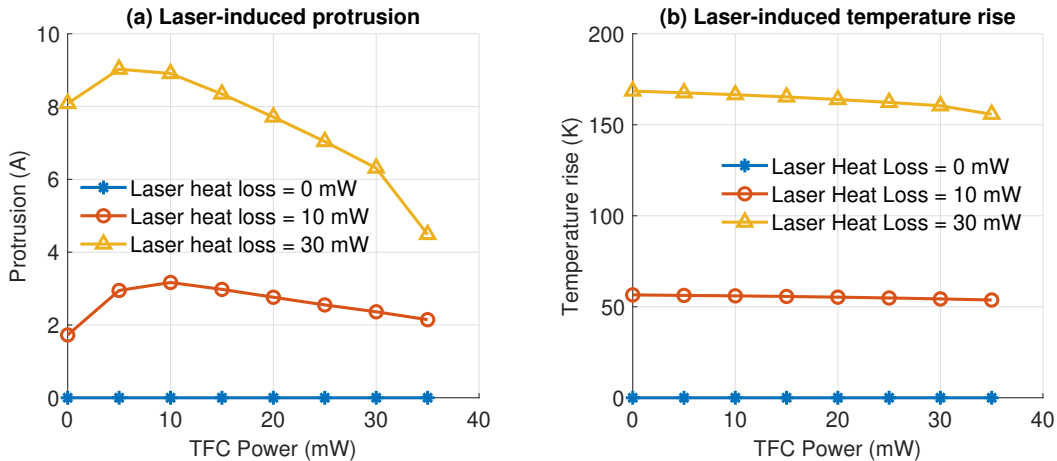 (a) Laser-induced protrusion
10
8
6
4
2
0
Protrusion (A)
Laser heat loss = 0 mW
Laser heat loss = 10 mW
Laser heat loss = 30 mW
0 10 20 30 40
TFC Power (mW)
(b) Laser-induced temperature rise
200
150
100
50
0
Temperature rise (K)
Laser Heat Loss = 0 mW
Laser Heat Loss = 10 mW
Laser Heat Loss = 30 mW
0 10 20 30 40
TFC Power (mW)